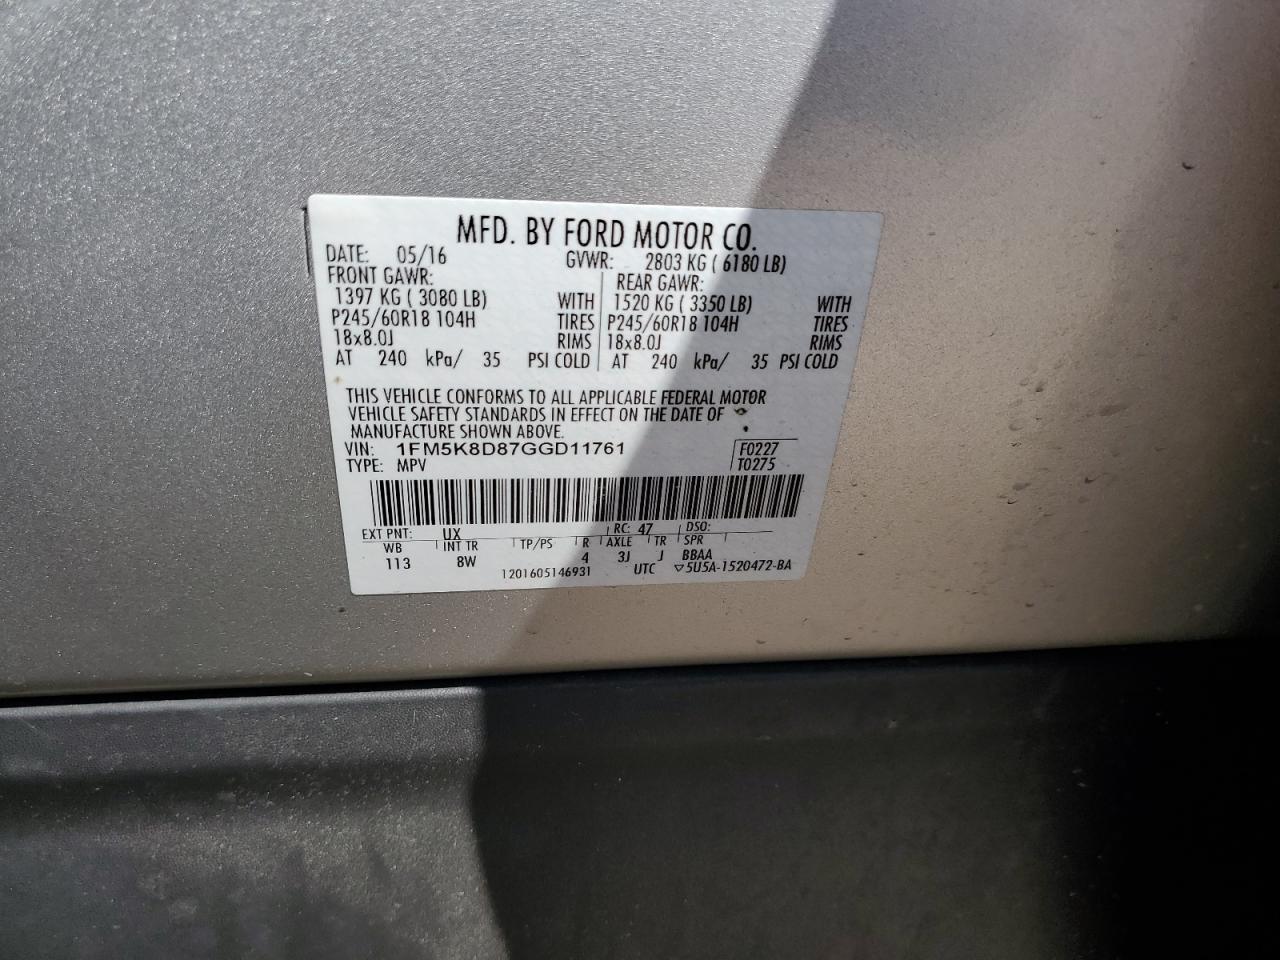 MFD. BY FORD MOTOR CO.
DATE: 05/16 GVWR: 2803 KG ( 6180 LB)
FRONT GAWR: REAR GAWR:
1397 KG ( 3080 LB) WITH 1520 KG ( 3350 LB) WITH
P245/60R18 104H TIRES P245/60R18 104H TIRES
18x8.0J RIMS 18x8.0J RIMS
AT 240 kPa/ 35 PSI COLD AT 240 kPa/ 35 PSI COLD
THIS VEHICLE CONFORMS TO ALL APPLICABLE FEDERAL MOTOR
VEHICLE SAFETY STANDARDS IN EFFECT ON THE DATE OF
MANUFACTURE SHOWN ABOVE.
VIN: 1FM5K8D87GGD11761 F0227
TYPE: MPV T0275
EXT PNT: UX RC: 47 DSO:
WB INT TR TP/PS R AXLE TR SPR
113 8W 4 3J J BBAA
1201605146931 UTC ▽5U5A-1520472-BA